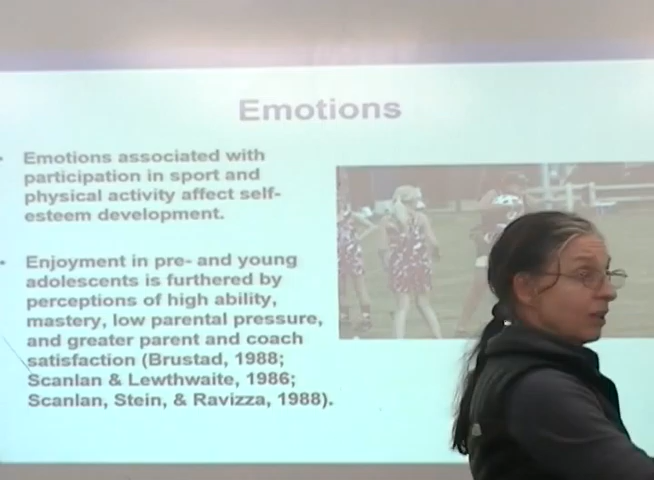 Emotions
• Emotions associated with
participation in sport and
physical activity affect self-
esteem development.
• Enjoyment in pre- and young
adolescents is furthered by
perceptions of high ability,
mastery, low parental pressure,
and greater parent and coach
satisfaction (Brustad, 1988;
Scanlan & Lewthwaite, 1986;
Scanlan, Stein, & Ravizza, 1988).